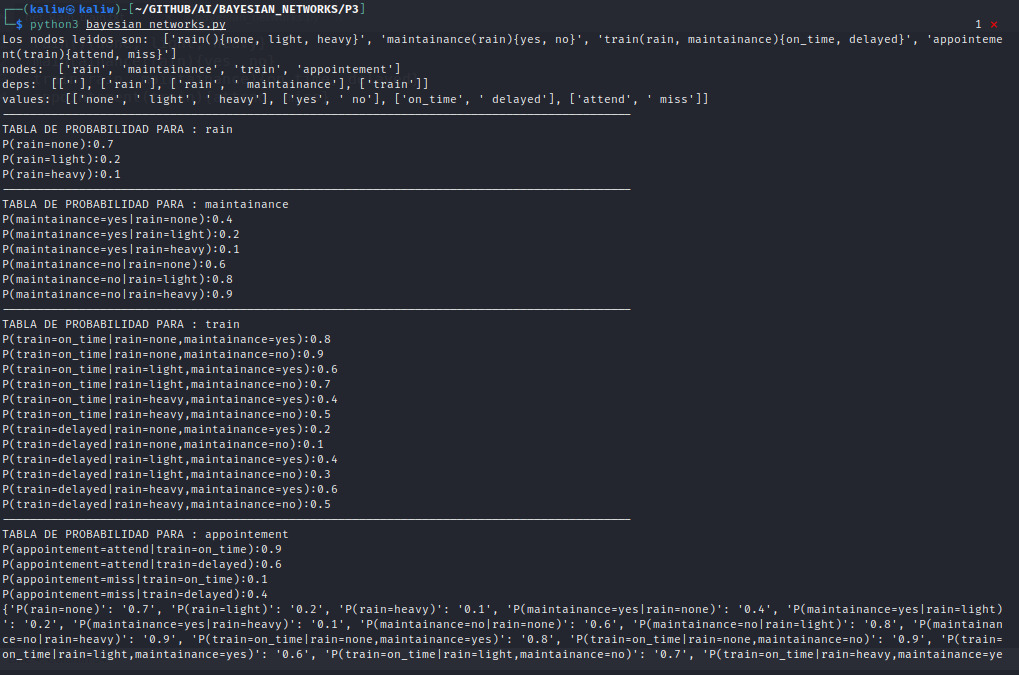 ┌──(kaliw㉿kaliw)-[~/GITHUB/AI/BAYESIAN_NETWORKS/P3]
└─$ python3 bayesian_networks.py 1 ⨯
Los nodos leidos son:  ['rain(){none, light, heavy}', 'maintainance(rain){yes, no}', 'train(rain, maintainance){on_time, delayed}', 'appointeme
nt(train){attend, miss}']
nodes:  ['rain', 'maintainance', 'train', 'appointement']
deps:  [[''], ['rain'], ['rain', ' maintainance'], ['train']]
values:  [['none', ' light', ' heavy'], ['yes', ' no'], ['on_time', ' delayed'], ['attend', ' miss']]
TABLA DE PROBABILIDAD PARA : rain
P(rain=none):0.7
P(rain=light):0.2
P(rain=heavy):0.1
TABLA DE PROBABILIDAD PARA : maintainance
P(maintainance=yes|rain=none):0.4
P(maintainance=yes|rain=light):0.2
P(maintainance=yes|rain=heavy):0.1
P(maintainance=no|rain=none):0.6
P(maintainance=no|rain=light):0.8
P(maintainance=no|rain=heavy):0.9
TABLA DE PROBABILIDAD PARA : train
P(train=on_time|rain=none,maintainance=yes):0.8
P(train=on_time|rain=none,maintainance=no):0.9
P(train=on_time|rain=light,maintainance=yes):0.6
P(train=on_time|rain=light,maintainance=no):0.7
P(train=on_time|rain=heavy,maintainance=yes):0.4
P(train=on_time|rain=heavy,maintainance=no):0.5
P(train=delayed|rain=none,maintainance=yes):0.2
P(train=delayed|rain=none,maintainance=no):0.1
P(train=delayed|rain=light,maintainance=yes):0.4
P(train=delayed|rain=light,maintainance=no):0.3
P(train=delayed|rain=heavy,maintainance=yes):0.6
P(train=delayed|rain=heavy,maintainance=no):0.5
TABLA DE PROBABILIDAD PARA : appointement
P(appointement=attend|train=on_time):0.9
P(appointement=attend|train=delayed):0.6
P(appointement=miss|train=on_time):0.1
P(appointement=miss|train=delayed):0.4
{'P(rain=none)': '0.7', 'P(rain=light)': '0.2', 'P(rain=heavy)': '0.1', 'P(maintainance=yes|rain=none)': '0.4', 'P(maintainance=yes|rain=light)
': '0.2', 'P(maintainance=yes|rain=heavy)': '0.1', 'P(maintainance=no|rain=none)': '0.6', 'P(maintainance=no|rain=light)': '0.8', 'P(maintainan
ce=no|rain=heavy)': '0.9', 'P(train=on_time|rain=none,maintainance=yes)': '0.8', 'P(train=on_time|rain=none,maintainance=no)': '0.9', 'P(train=
on_time|rain=light,maintainance=yes)': '0.6', 'P(train=on_time|rain=light,maintainance=no)': '0.7', 'P(train=on_time|rain=heavy,maintainance=ye